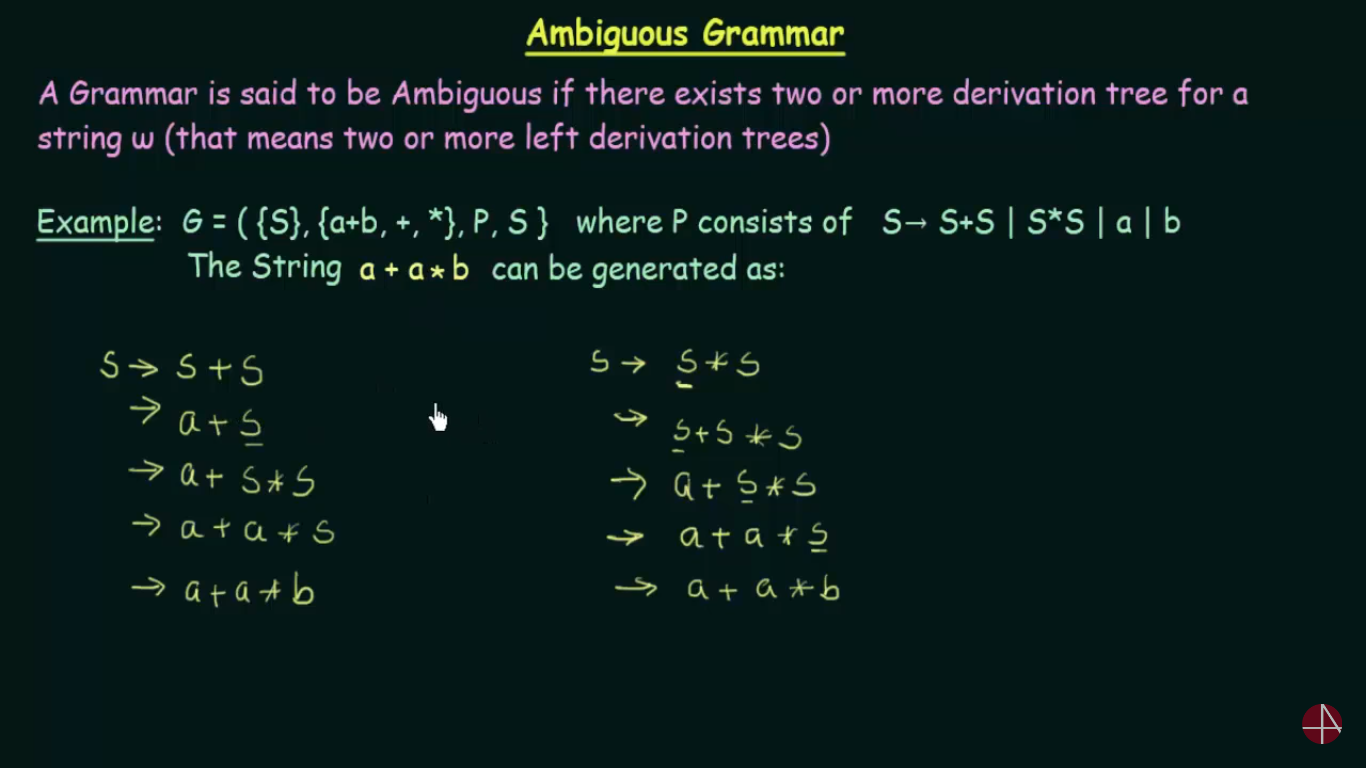 Ambiguous Grammar
A Grammar is said to be Ambiguous if there exists two or more derivation tree for a
string w (that means two or more left derivation trees)
Example: G = ( {S}, {a+b, +, *}, P, S } where P consists of S→ S+S | S*S | a | b
The String a + a * b can be generated as:
S → S + S
→ a + S
→ a + S * S
→ a + a * S
→ a + a * b
S → S * S
→ S + S * S
→ a + S * S
→ a + a * S
→ a + a * b